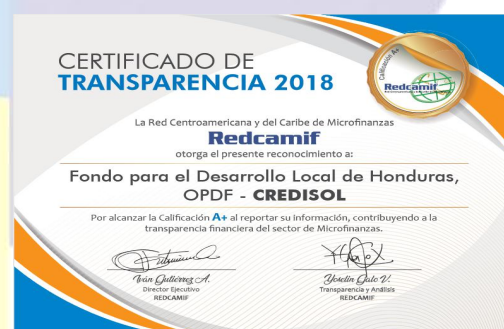 CERTIFICADO DE
TRANSPARENCIA 2018
Calificación A+
Redcamif
La Red Centroamericana y del Caribe de Microfinanzas
Redcamif
otorga el presente reconocimiento a:
Fondo para el Desarrollo Local de Honduras,
OPDF - CREDISOL
Por alcanzar la Calificación A+ al reportar su información, contribuyendo a la
transparencia financiera del sector de Microfinanzas.
Iván Gutiérrez A.
Director Ejecutivo
REDCAMIF
Yoselin Galo V.
Transparencia y Análisis
REDCAMIF